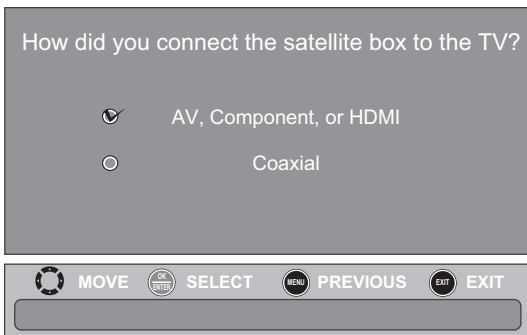 How did you connect the satellite box to the TV?
AV, Component, or HDMI
Coaxial
MOVE OK ENTER SELECT MENU PREVIOUS EXIT EXIT